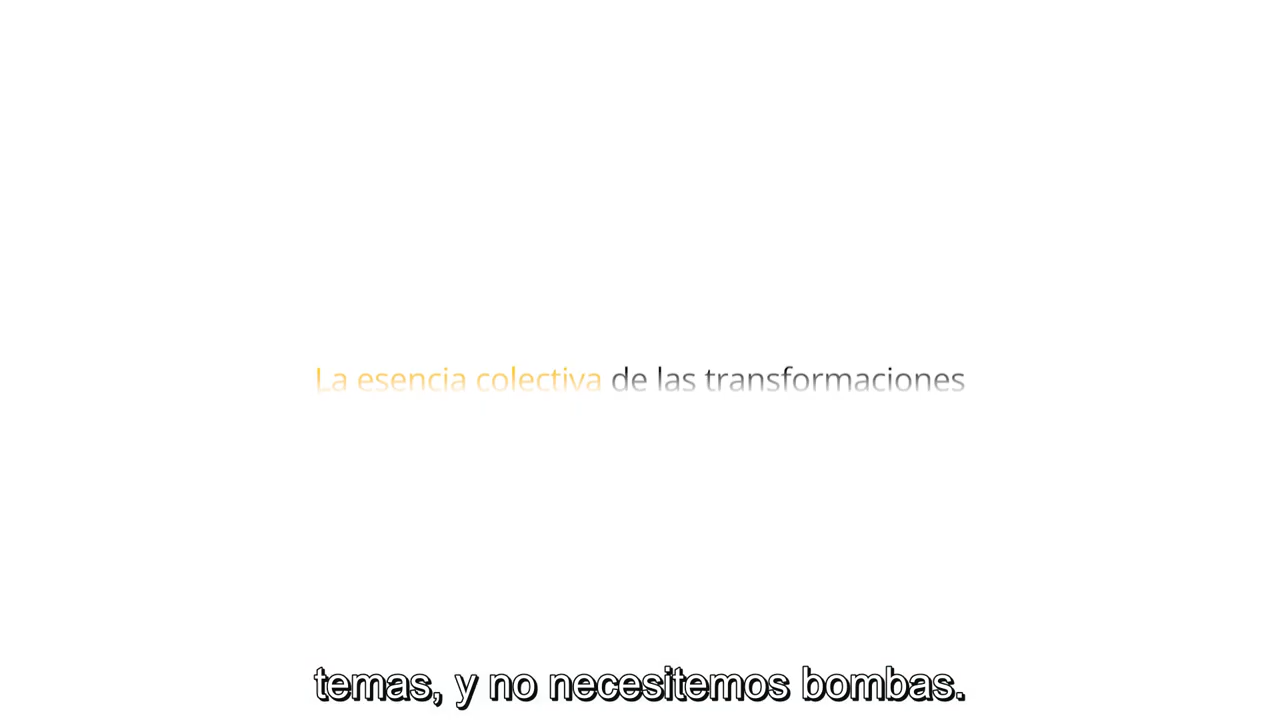 La esencia colectiva de las transformaciones
temas, y no necesitemos bombas.